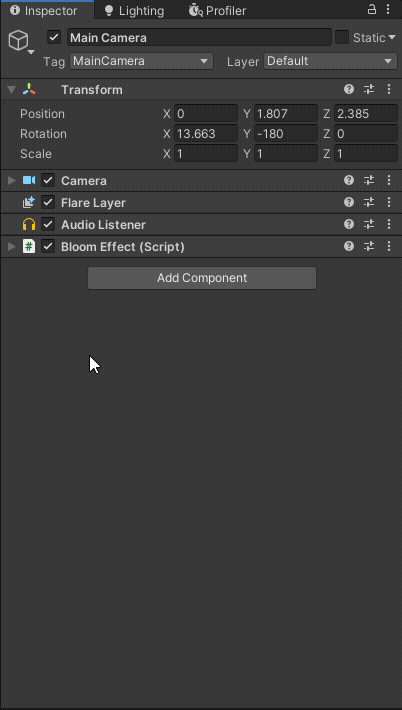 Inspector Lighting Profiler
Main Camera Static
Tag MainCamera Layer Default
Transform
Position X 0 Y 1.807 Z 2.385
Rotation X 13.663 Y -180 Z 0
Scale X 1 Y 1 Z 1
Camera
Flare Layer
Audio Listener
# Bloom Effect (Script)
Add Component